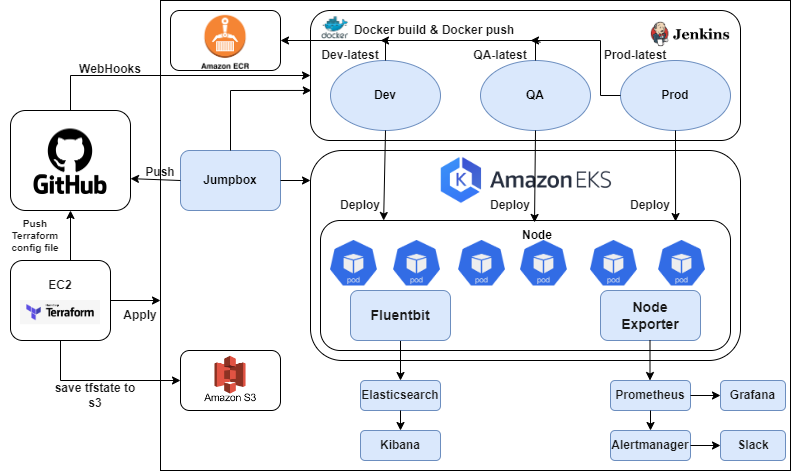 docker
Docker build & Docker push
Jenkins
Amazon ECR
Dev-latest
QA-latest
Prod-latest
WebHooks
Dev
QA
Prod
GitHub
Push
Jumpbox
K
Amazon EKS
Deploy
Deploy
Deploy
Push
Terraform
config file
Node
pod
pod
pod
pod
pod
pod
EC2
Terraform
Apply
Fluentbit
Node
Exporter
save tfstate to
s3
Amazon S3
Elasticsearch
Prometheus
Grafana
Kibana
Alertmanager
Slack